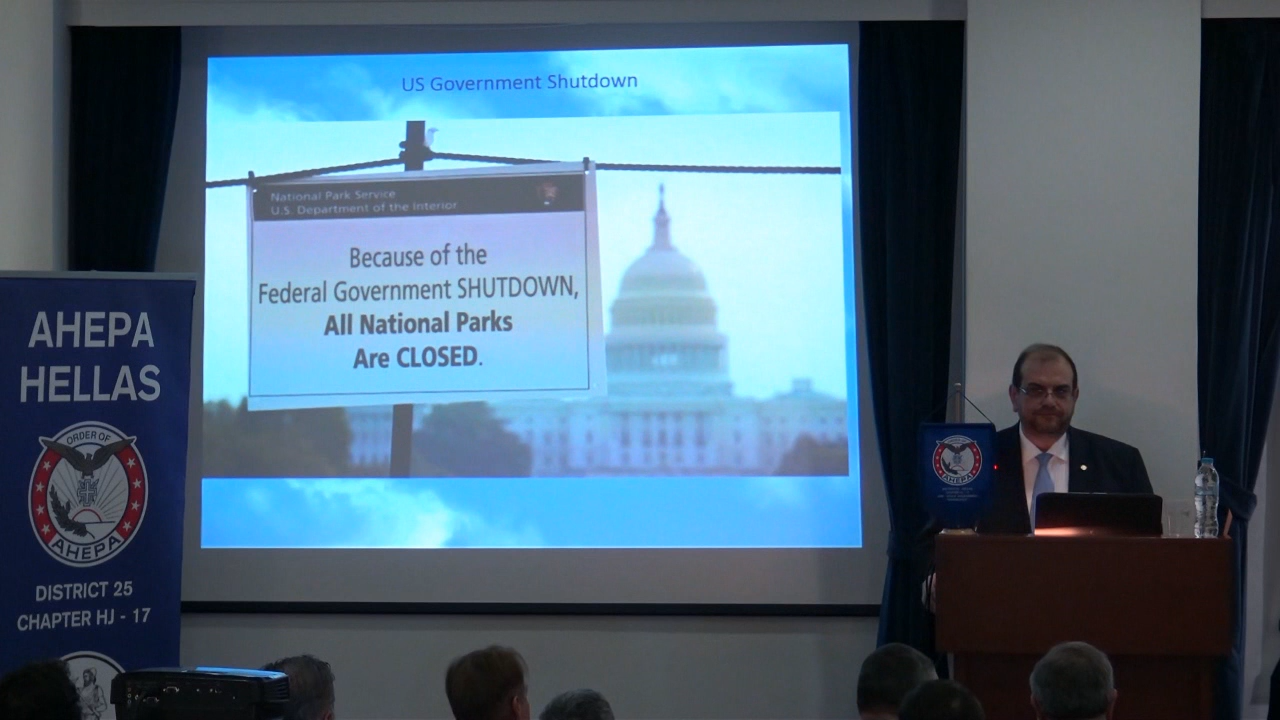 US Government Shutdown
National Park Service
U.S. Department of the Interior
Because of the
Federal Government SHUTDOWN,
All National Parks
Are CLOSED.
AHEPA
HELLAS
ORDER OF
AHEPA
DISTRICT 25
CHAPTER HJ - 17
AHEPA